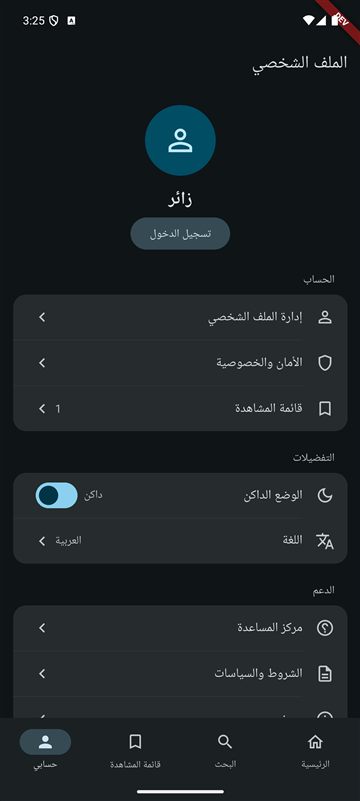 3:25
DEV
الملف الشخصي
زائر
تسجيل الدخول
الحساب
إدارة الملف الشخصي
الأمان والخصوصية
قائمة المشاهدة 1
التفضيلات
الوضع الداكن داكن
اللغة العربية
الدعم
مركز المساعدة
الشروط والسياسات
الرئيسية البحث قائمة المشاهدة حسابي